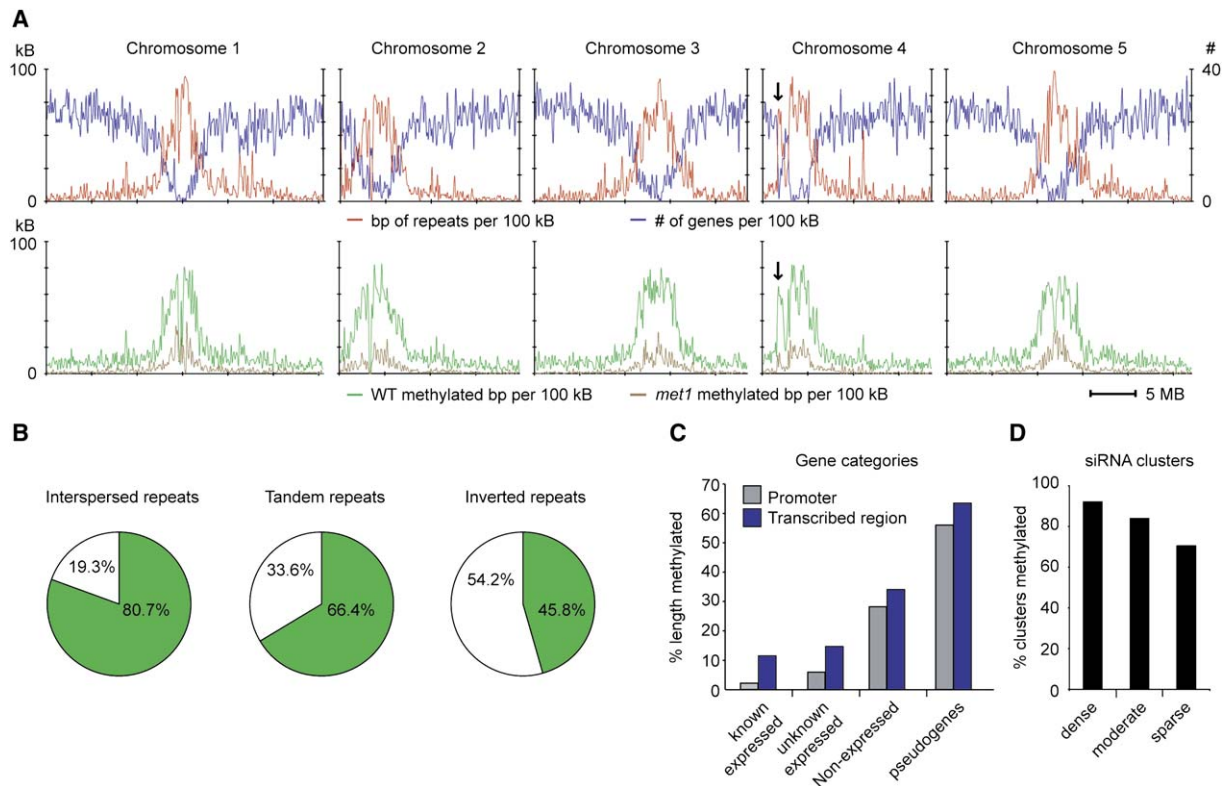 A
kB
Chromosome 1
Chromosome 2
Chromosome 3
Chromosome 4
Chromosome 5
#
100
40
0
0
bp of repeats per 100 kB
# of genes per 100 kB
kB
100
0
WT methylated bp per 100 kB
met1 methylated bp per 100 kB
5 MB
B
Interspersed repeats
Tandem repeats
Inverted repeats
19.3%
80.7%
33.6%
66.4%
54.2%
45.8%
C
Gene categories
% length methylated
70
60
50
40
30
20
10
0
Promoter
Transcribed region
known
expressed
unknown
expressed
Non-expressed
pseudogenes
D
siRNA clusters
% clusters methylated
100
80
60
40
20
0
dense
moderate
sparse